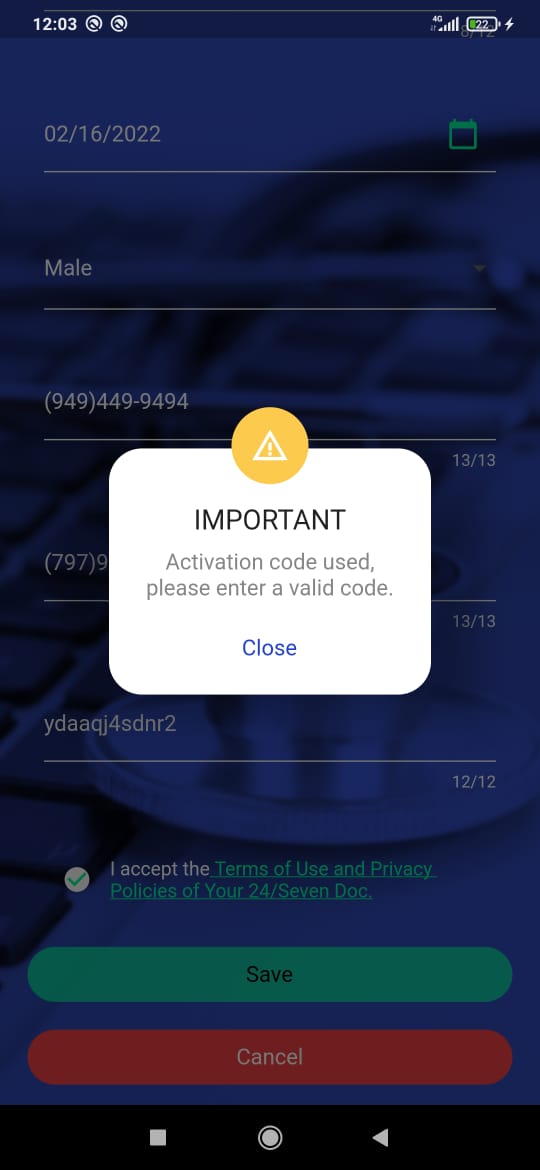 12:03 4G 22
8/12
02/16/2022
Male
(949)449-9494
13/13
IMPORTANT
(797)9
Activation code used,
please enter a valid code.
13/13
Close
ydaaqj4sdnr2
12/12
I accept the Terms of Use and Privacy
Policies of Your 24/Seven Doc.
Save
Cancel